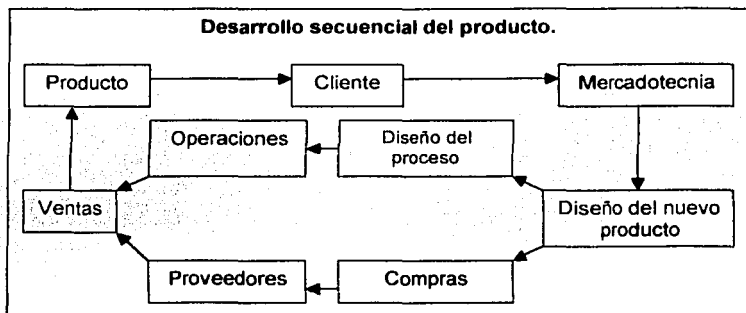 Desarrollo secuencial del producto.
Producto
Cliente
Mercadotecnia
Operaciones
Diseño del
proceso
Ventas
Diseño del nuevo
producto
Proveedores
Compras